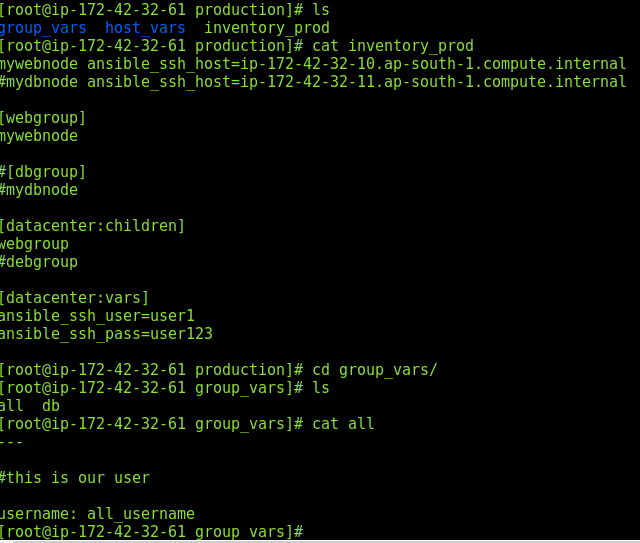 [root@ip-172-42-32-61 production]# ls
group_vars  host_vars  inventory_prod
[root@ip-172-42-32-61 production]# cat inventory_prod
mywebnode ansible_ssh_host=ip-172-42-32-10.ap-south-1.compute.internal
#mydbnode ansible_ssh_host=ip-172-42-32-11.ap-south-1.compute.internal
[webgroup]
mywebnode
#[dbgroup]
#mydbnode
[datacenter:children]
webgroup
#debgroup
[datacenter:vars]
ansible_ssh_user=user1
ansible_ssh_pass=user123
[root@ip-172-42-32-61 production]# cd group_vars/
[root@ip-172-42-32-61 group_vars]# ls
all  db
[root@ip-172-42-32-61 group_vars]# cat all
---
#this is our user
username: all_username
[root@ip-172-42-32-61 group_vars]#